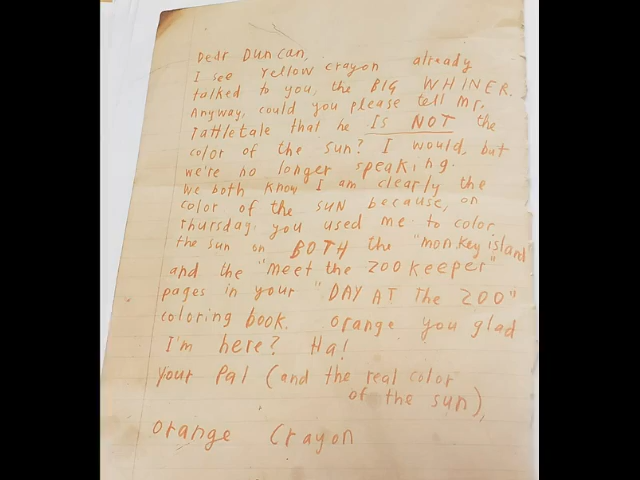 Dear Duncan,
I see Yellow crayon already
talked to you, the BIG WHINER.
Anyway, could you please tell Mr.
Tattletale that he IS NOT the
color of the sun? I would, but
we're no longer speaking.
We both know I am clearly the
color of the SUN because, on
Thursday, you used me to color
the sun on BOTH the "monkey island"
and the "meet the zookeeper"
pages in your "DAY AT THE ZOO"
coloring book. Orange you glad
I'm here? Ha!
Your Pal (and the real color
of the sun),
Orange Crayon